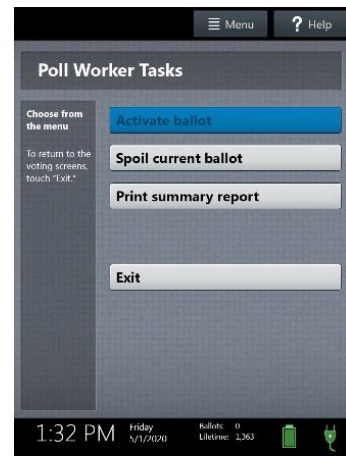 Menu
? Help
Poll Worker Tasks
Choose from
the menu
To return to the
voting screens,
touch "Exit."
Activate ballot
Spoil current ballot
Print summary report
Exit
1:32 PM
Friday
5/1/2020
Ballots: 0
Lifetime: 1,363